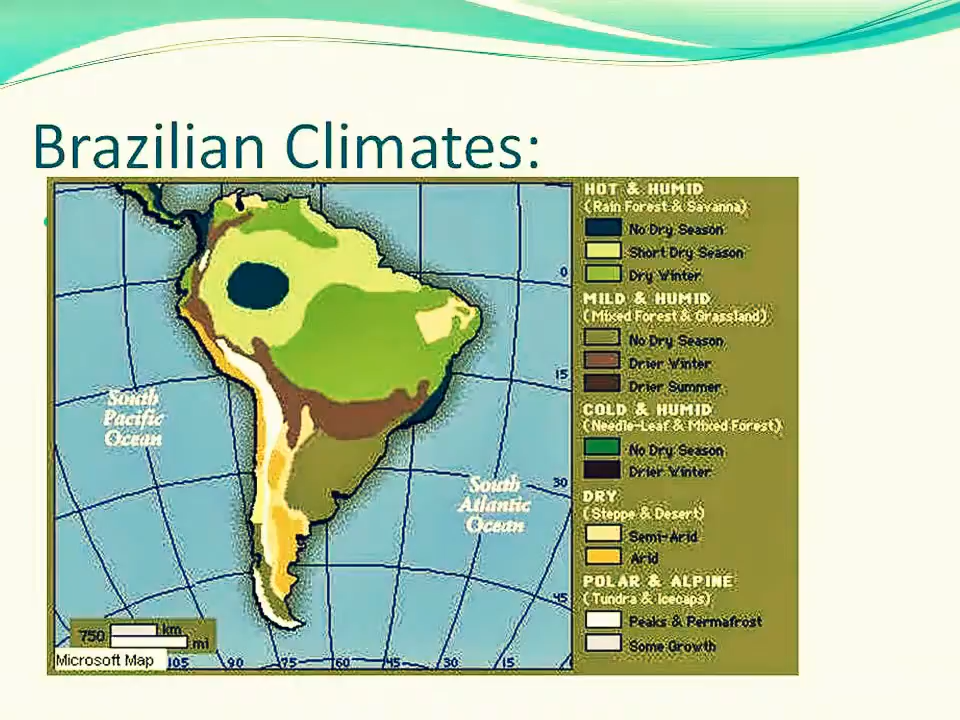 Brazilian Climates:
HOT & HUMID
(Rain Forest & Savanna)
No Dry Season
Short Dry Season
Dry Winter
MILD & HUMID
(Mixed Forest & Grassland)
No Dry Season
Drier Winter
Drier Summer
COLD & HUMID
(Needle-Leaf & Mixed Forest)
No Dry Season
Drier Winter
DRY
(Steppe & Desert)
Semi-Arid
Arid
POLAR & ALPINE
(Tundra & Icecaps)
Peaks & Permafrost
Some Growth
0
15
30
45
South
Pacific
Ocean
South
Atlantic
Ocean
750 km
mi
Microsoft Map
105 90 75 60 45 30 15